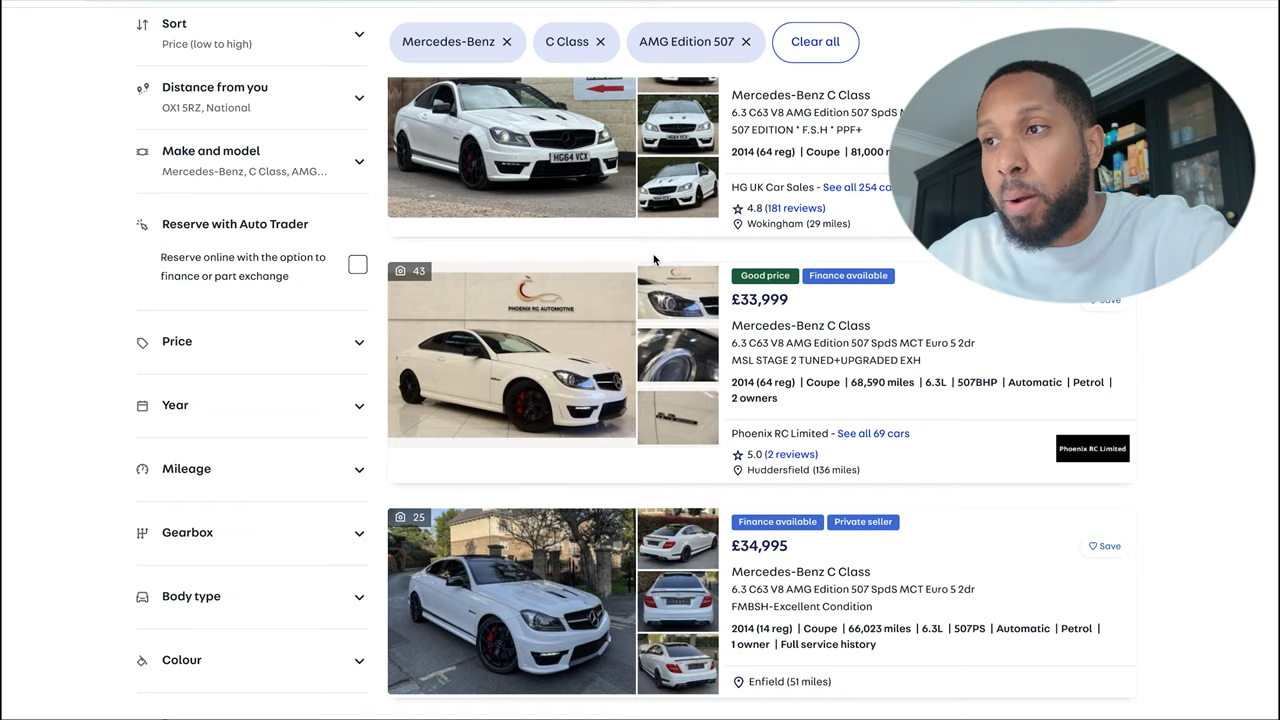 Sort
Price (low to high)
Distance from you
OX1 5RZ, National
Make and model
Mercedes-Benz, C Class, AMG...
Reserve with Auto Trader
Reserve online with the option to
finance or part exchange
Price
Year
Mileage
Gearbox
Body type
Colour
Mercedes-Benz
C Class
AMG Edition 507
Clear all
HG64 VCX
Mercedes-Benz C Class
6.3 C63 V8 AMG Edition 507 SpdS M
507 EDITION * F.S.H * PPF+
2014 (64 reg) | Coupe | 81,000
HG UK Car Sales - See all 254 ca
4.8 (181 reviews)
Wokingham (29 miles)
43
PHOENIX RC AUTOMOTIVE
Good price
Finance available
£33,999
Save
Mercedes-Benz C Class
6.3 C63 V8 AMG Edition 507 SpdS MCT Euro 5 2dr
MSL STAGE 2 TUNED+UPGRADED EXH
2014 (64 reg) | Coupe | 68,590 miles | 6.3L | 507BHP | Automatic | Petrol |
2 owners
Phoenix RC Limited - See all 69 cars
5.0 (2 reviews)
Huddersfield (136 miles)
Phoenix RC Limited
25
Finance available
Private seller
£34,995
Save
Mercedes-Benz C Class
6.3 C63 V8 AMG Edition 507 SpdS MCT Euro 5 2dr
FMBSH-Excellent Condition
2014 (14 reg) | Coupe | 66,023 miles | 6.3L | 507PS | Automatic | Petrol |
1 owner | Full service history
Enfield (51 miles)